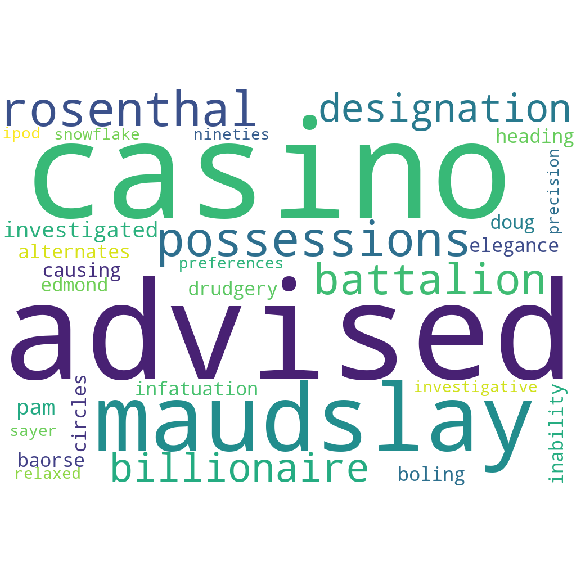 rosenthal designation
ipod snowflake nineties heading
casino
precision
investigated possessions doug
alternates elegance
causing preferences battalion
edmond drudgery
advised
circles infatuation investigative inability
pam maudslay
sayer
baorse billionaire boling
relaxed